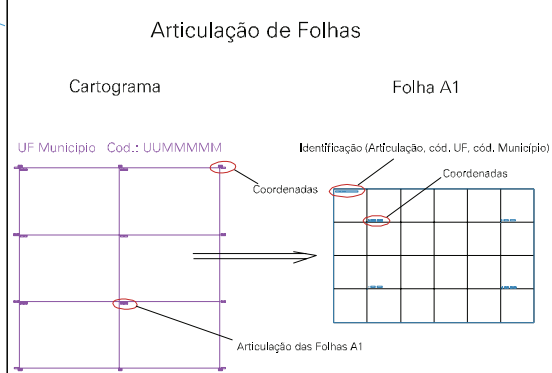 Articulação de Folhas
Cartograma
Folha A1
UF Municipio Cod.: UUMMMMM
Identificação (Articulação, cód. UF, cód. Município)
Coordenadas
Coordenadas
Articulação das Folhas A1